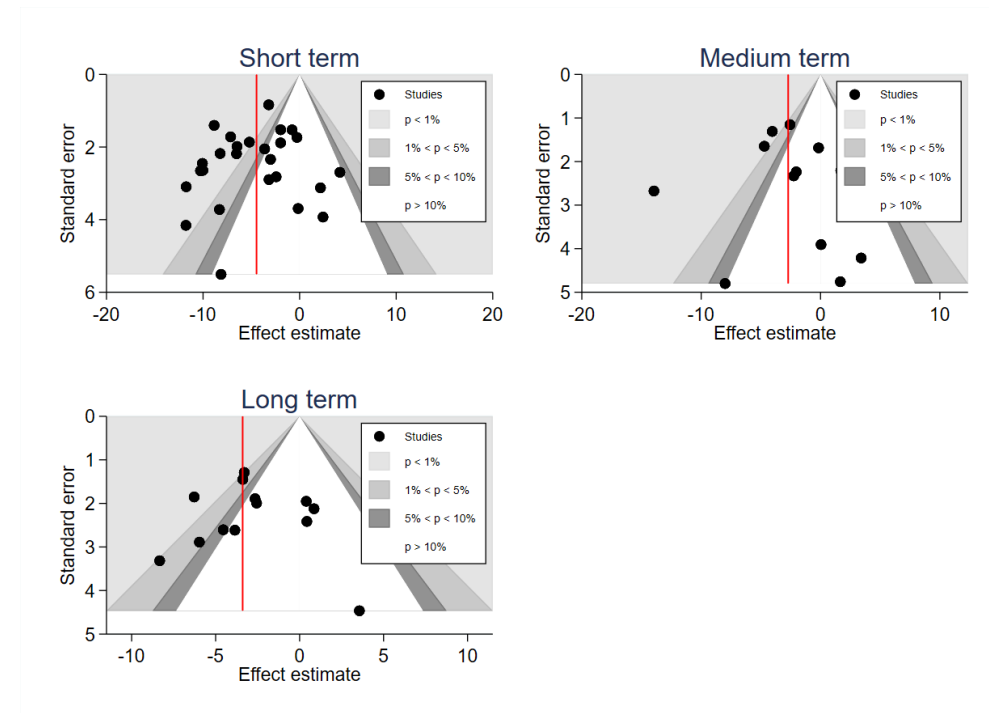 Short term
0
2
4
6
Standard error
-20
-10
0
10
20
Effect estimate
Studies
p < 1%
1% < p < 5%
5% < p < 10%
p > 10%
Medium term
0
1
2
3
4
5
Standard error
-20
-10
0
10
Effect estimate
Studies
p < 1%
1% < p < 5%
5% < p < 10%
p > 10%
Long term
0
1
2
3
4
5
Standard error
-10
-5
0
5
10
Effect estimate
Studies
p < 1%
1% < p < 5%
5% < p < 10%
p > 10%